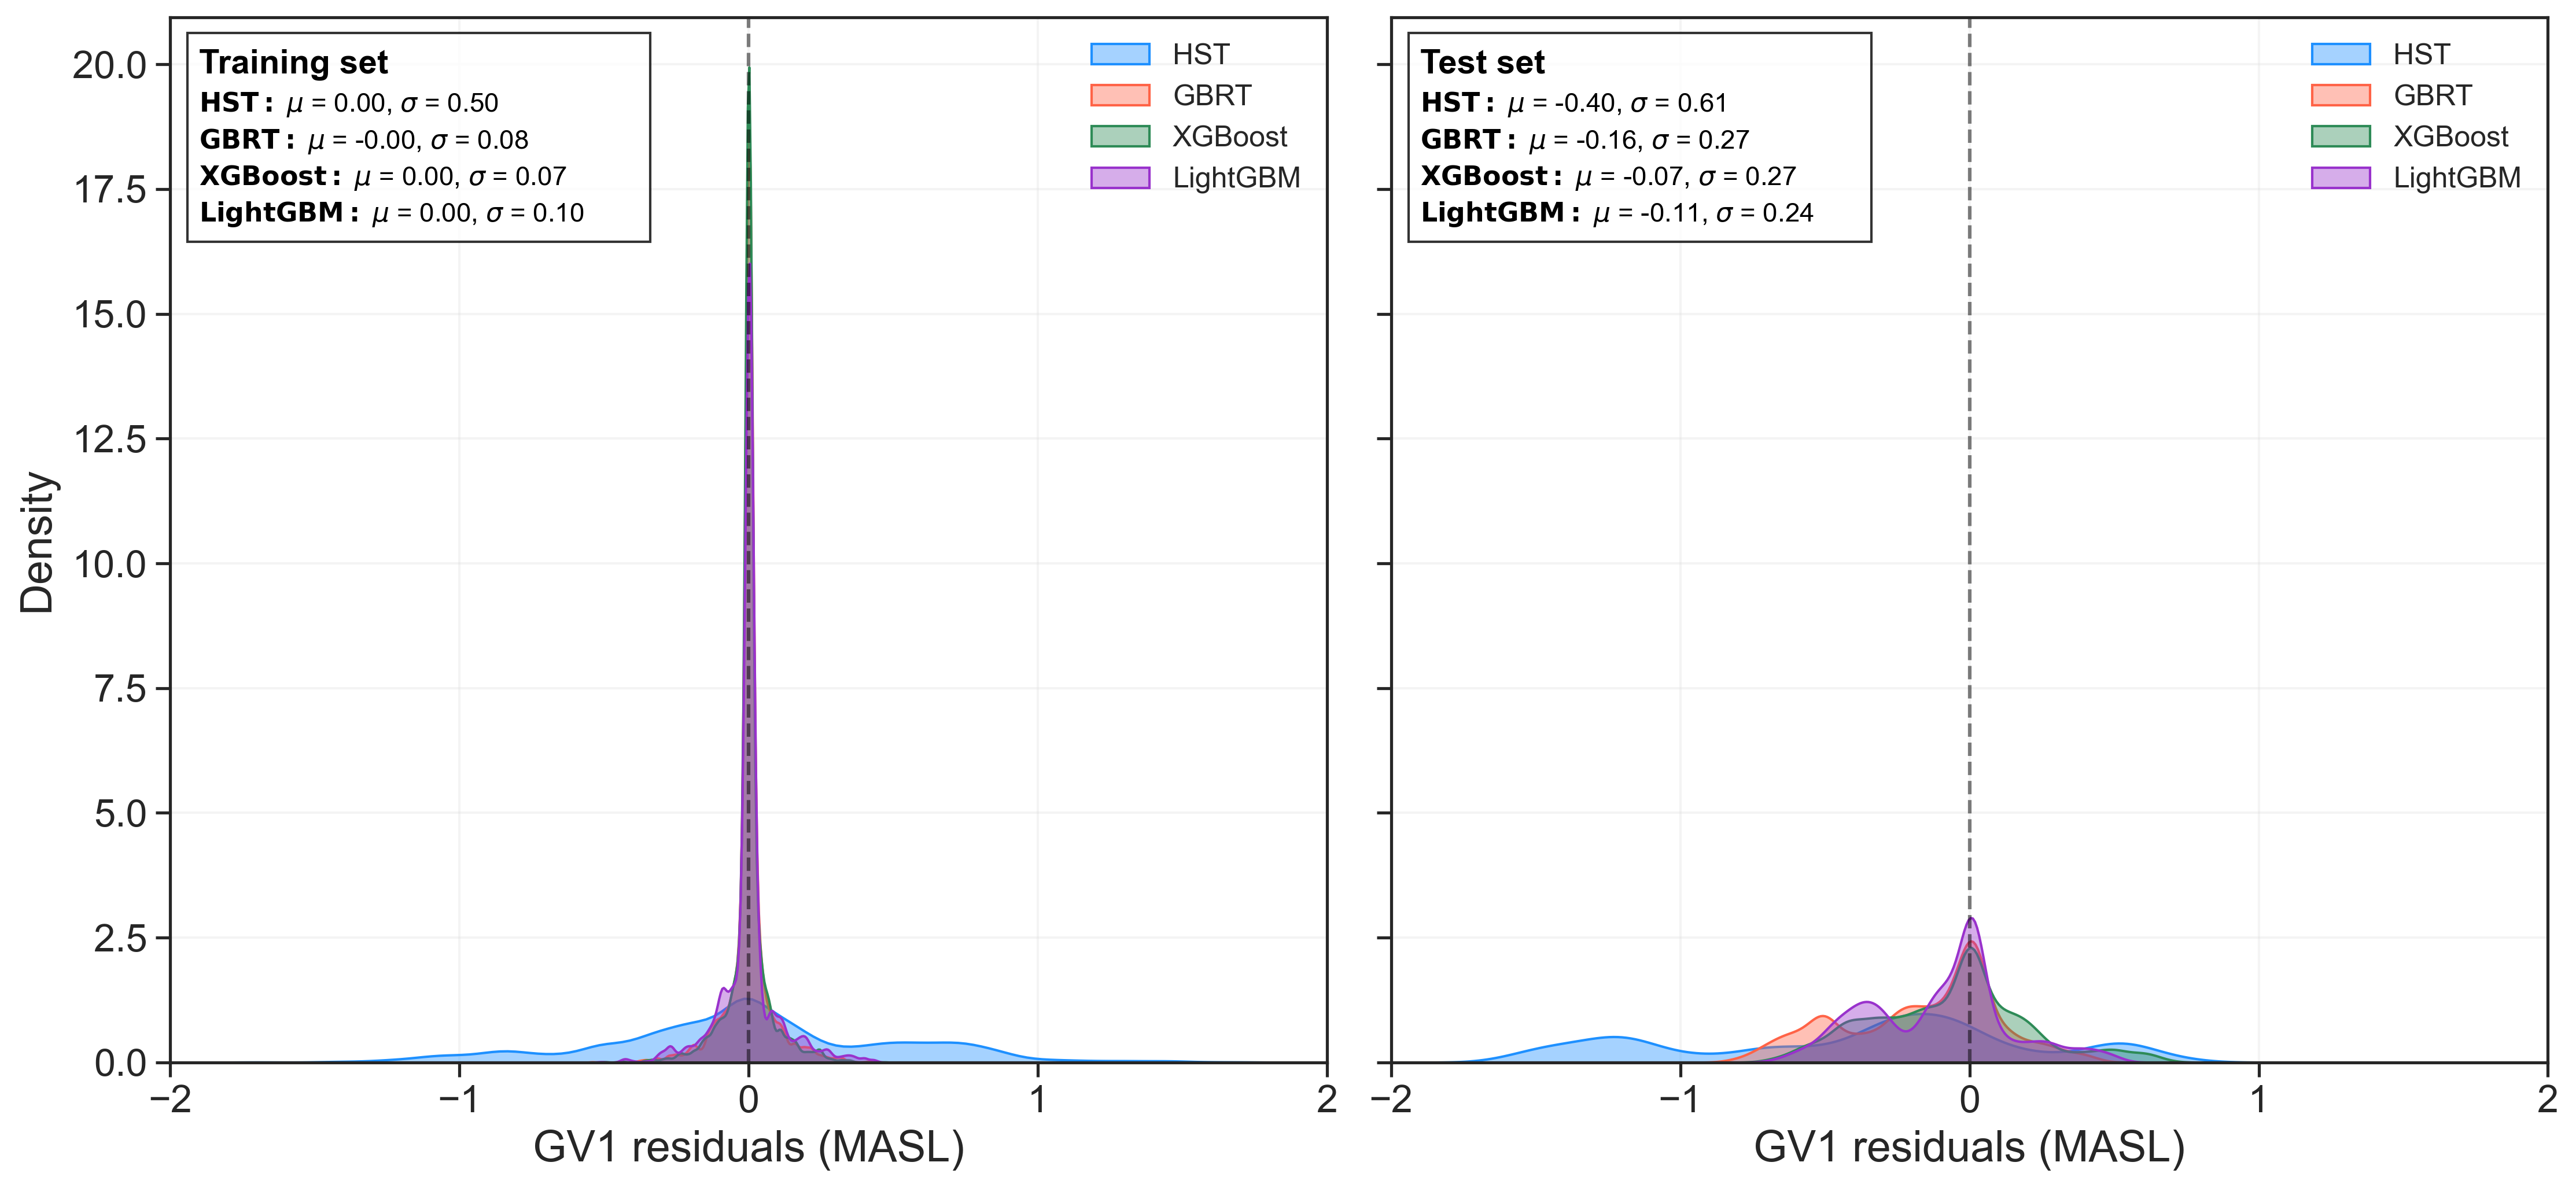 Training set
HST: μ = 0.00, σ = 0.50
GBRT: μ = -0.00, σ = 0.08
XGBoost: μ = 0.00, σ = 0.07
LightGBM: μ = 0.00, σ = 0.10
HST
GBRT
XGBoost
LightGBM
20.0
17.5
15.0
12.5
10.0
7.5
5.0
2.5
0.0
Density
−2 −1 0 1 2
GV1 residuals (MASL)
Test set
HST: μ = -0.40, σ = 0.61
GBRT: μ = -0.16, σ = 0.27
XGBoost: μ = -0.07, σ = 0.27
LightGBM: μ = -0.11, σ = 0.24
HST
GBRT
XGBoost
LightGBM
−2 −1 0 1 2
GV1 residuals (MASL)